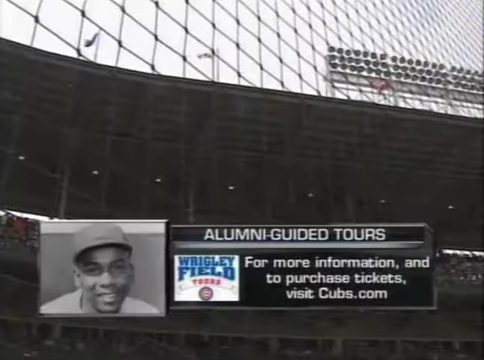 ALUMNI-GUIDED TOURS
WRIGLEY
FIELD
TOURS
For more information, and
to purchase tickets,
visit Cubs.com